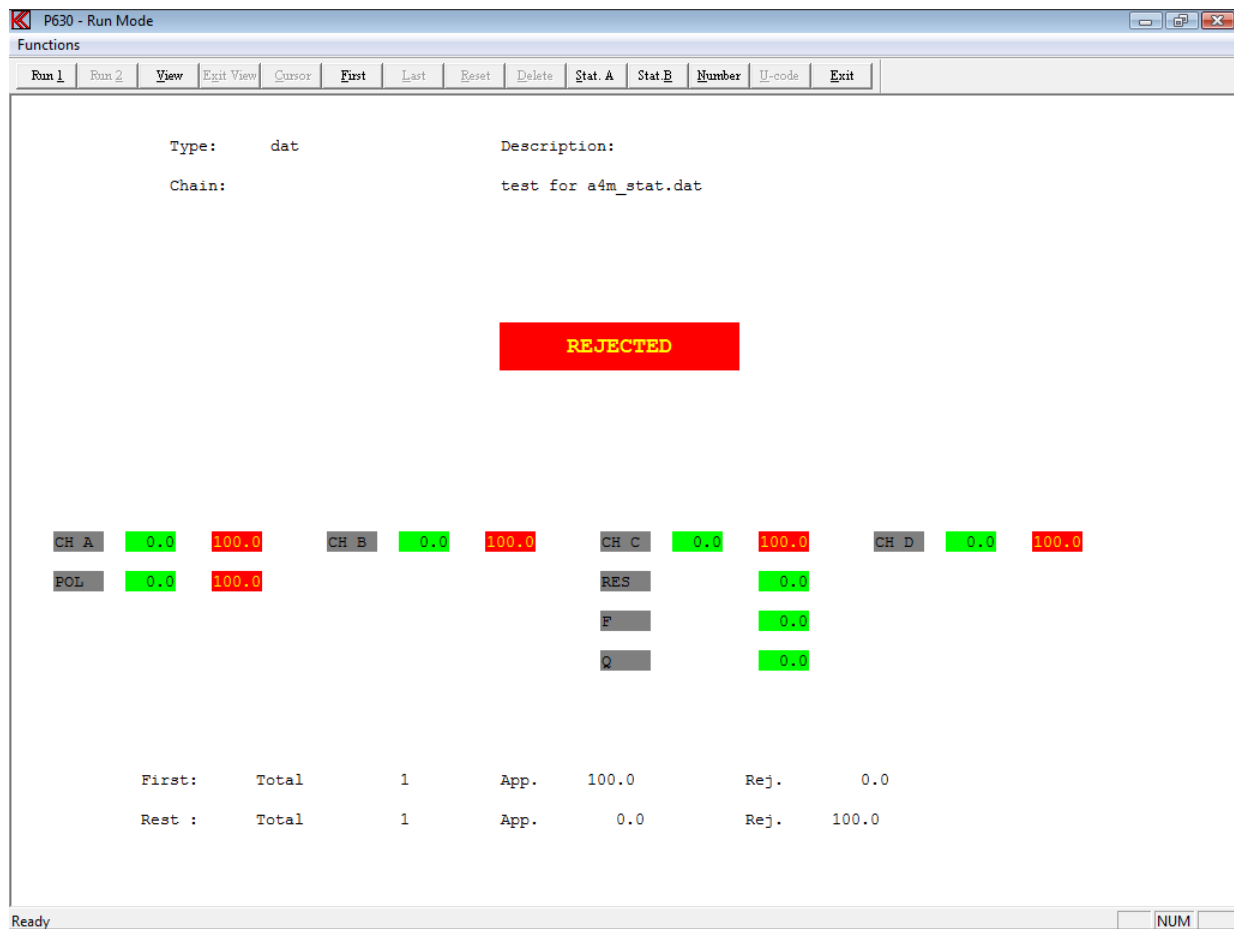 P630 - Run Mode
Functions
Run 1 Run 2 View Exit View Cursor First Last Reset Delete Stat. A Stat.B Number U-code Exit
Type: dat Description:
Chain: test for a4m_stat.dat
REJECTED
CH A 0.0 100.0 CH B 0.0 100.0 CH C 0.0 100.0 CH D 0.0 100.0
POL 0.0 100.0 RES 0.0
F 0.0
Q 0.0
First: Total 1 App. 100.0 Rej. 0.0
Rest : Total 1 App. 0.0 Rej. 100.0
Ready NUM